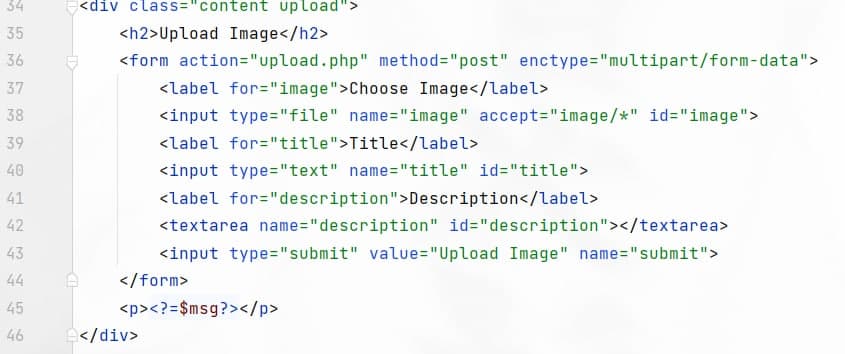 34 <div class="content upload">
35 <h2>Upload Image</h2>
36 <form action="upload.php" method="post" enctype="multipart/form-data">
37 <label for="image">Choose Image</label>
38 <input type="file" name="image" accept="image/*" id="image">
39 <label for="title">Title</label>
40 <input type="text" name="title" id="title">
41 <label for="description">Description</label>
42 <textarea name="description" id="description"></textarea>
43 <input type="submit" value="Upload Image" name="submit">
44 </form>
45 <p><?=$msg?></p>
46 </div>